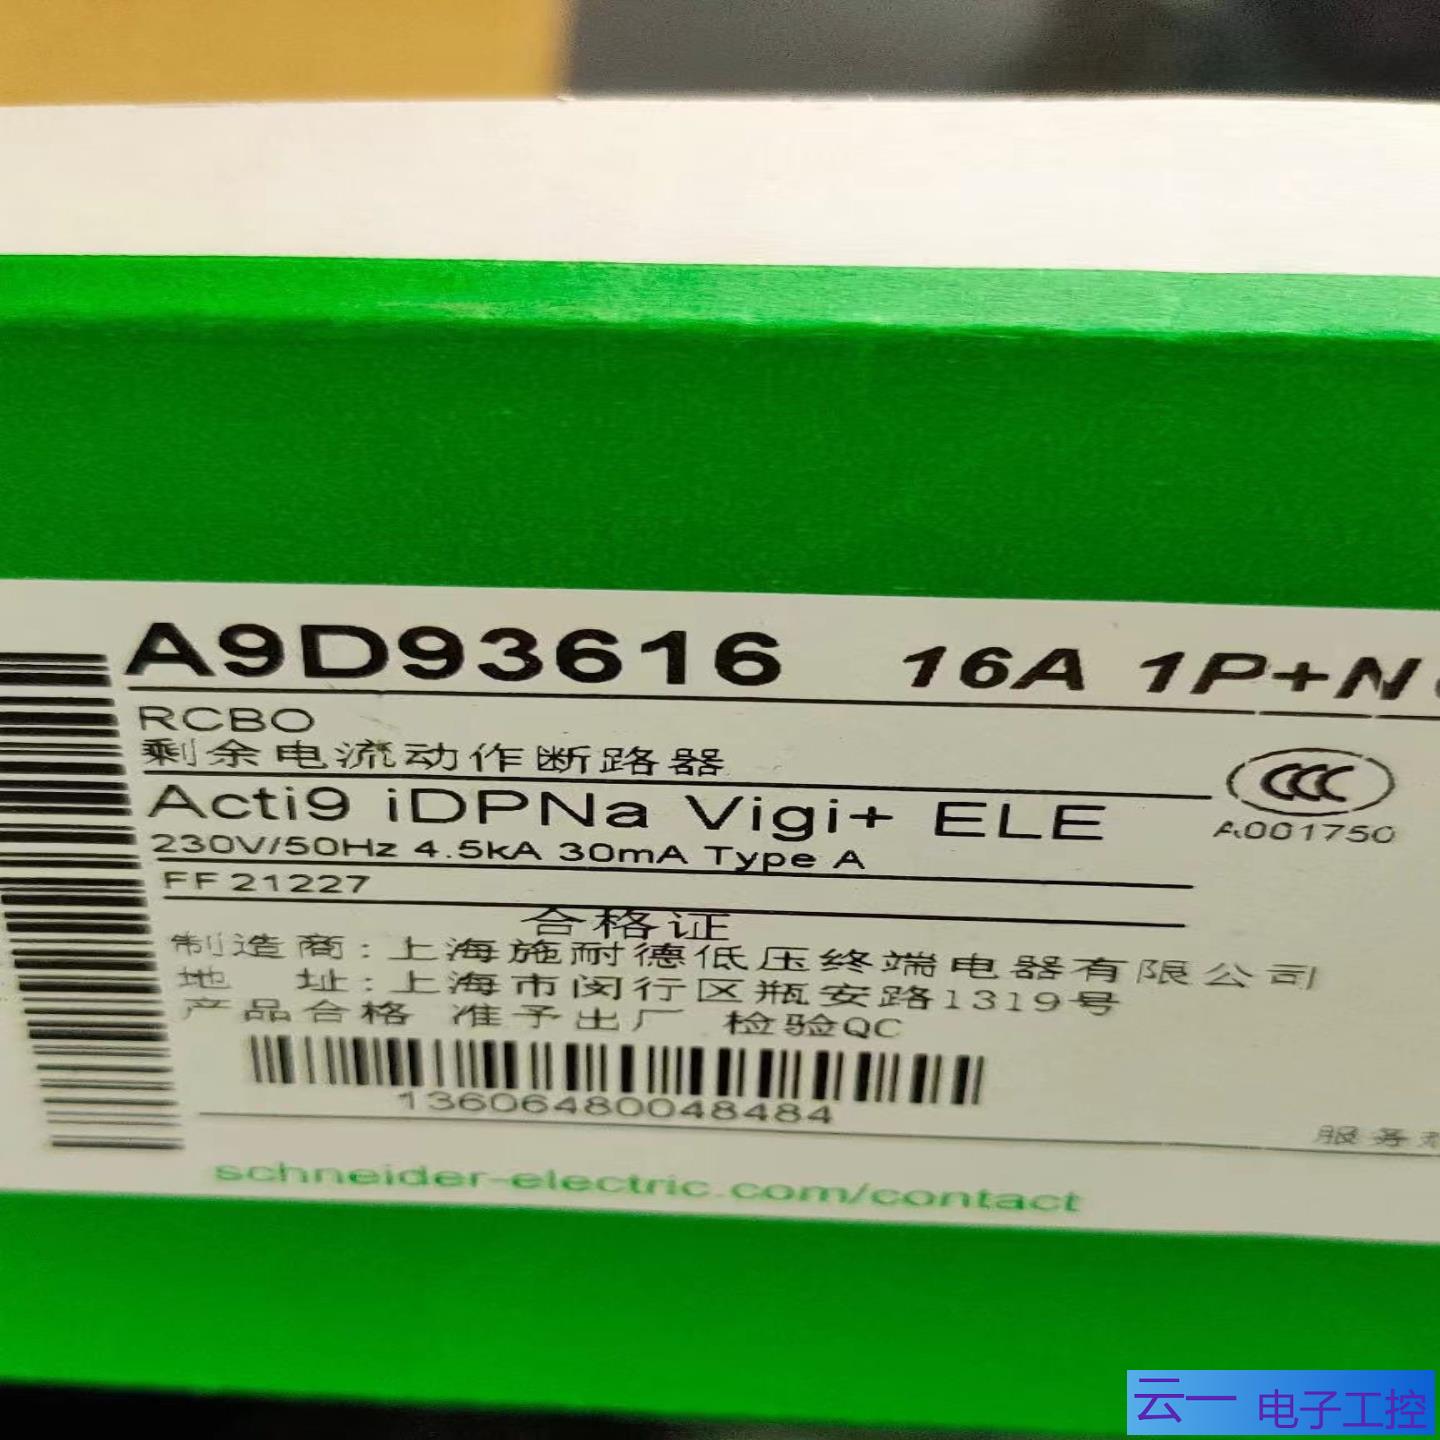 A9D93616 16A 1P+N
RCBO
剩余电流动作断路器
Acti9 iDPNa Vigi+ ELE
CCC
A001750
230V/50Hz 4.5kA 30mA Type A
FF21227
合格证
制造商:上海施耐德低压终端电器有限公司
地 址:上海市闵行区瓶安路1319号
产品合格 准予出厂 检验QC
13606480048484
服务
schneider-electric.com/contact
云一 电子工控